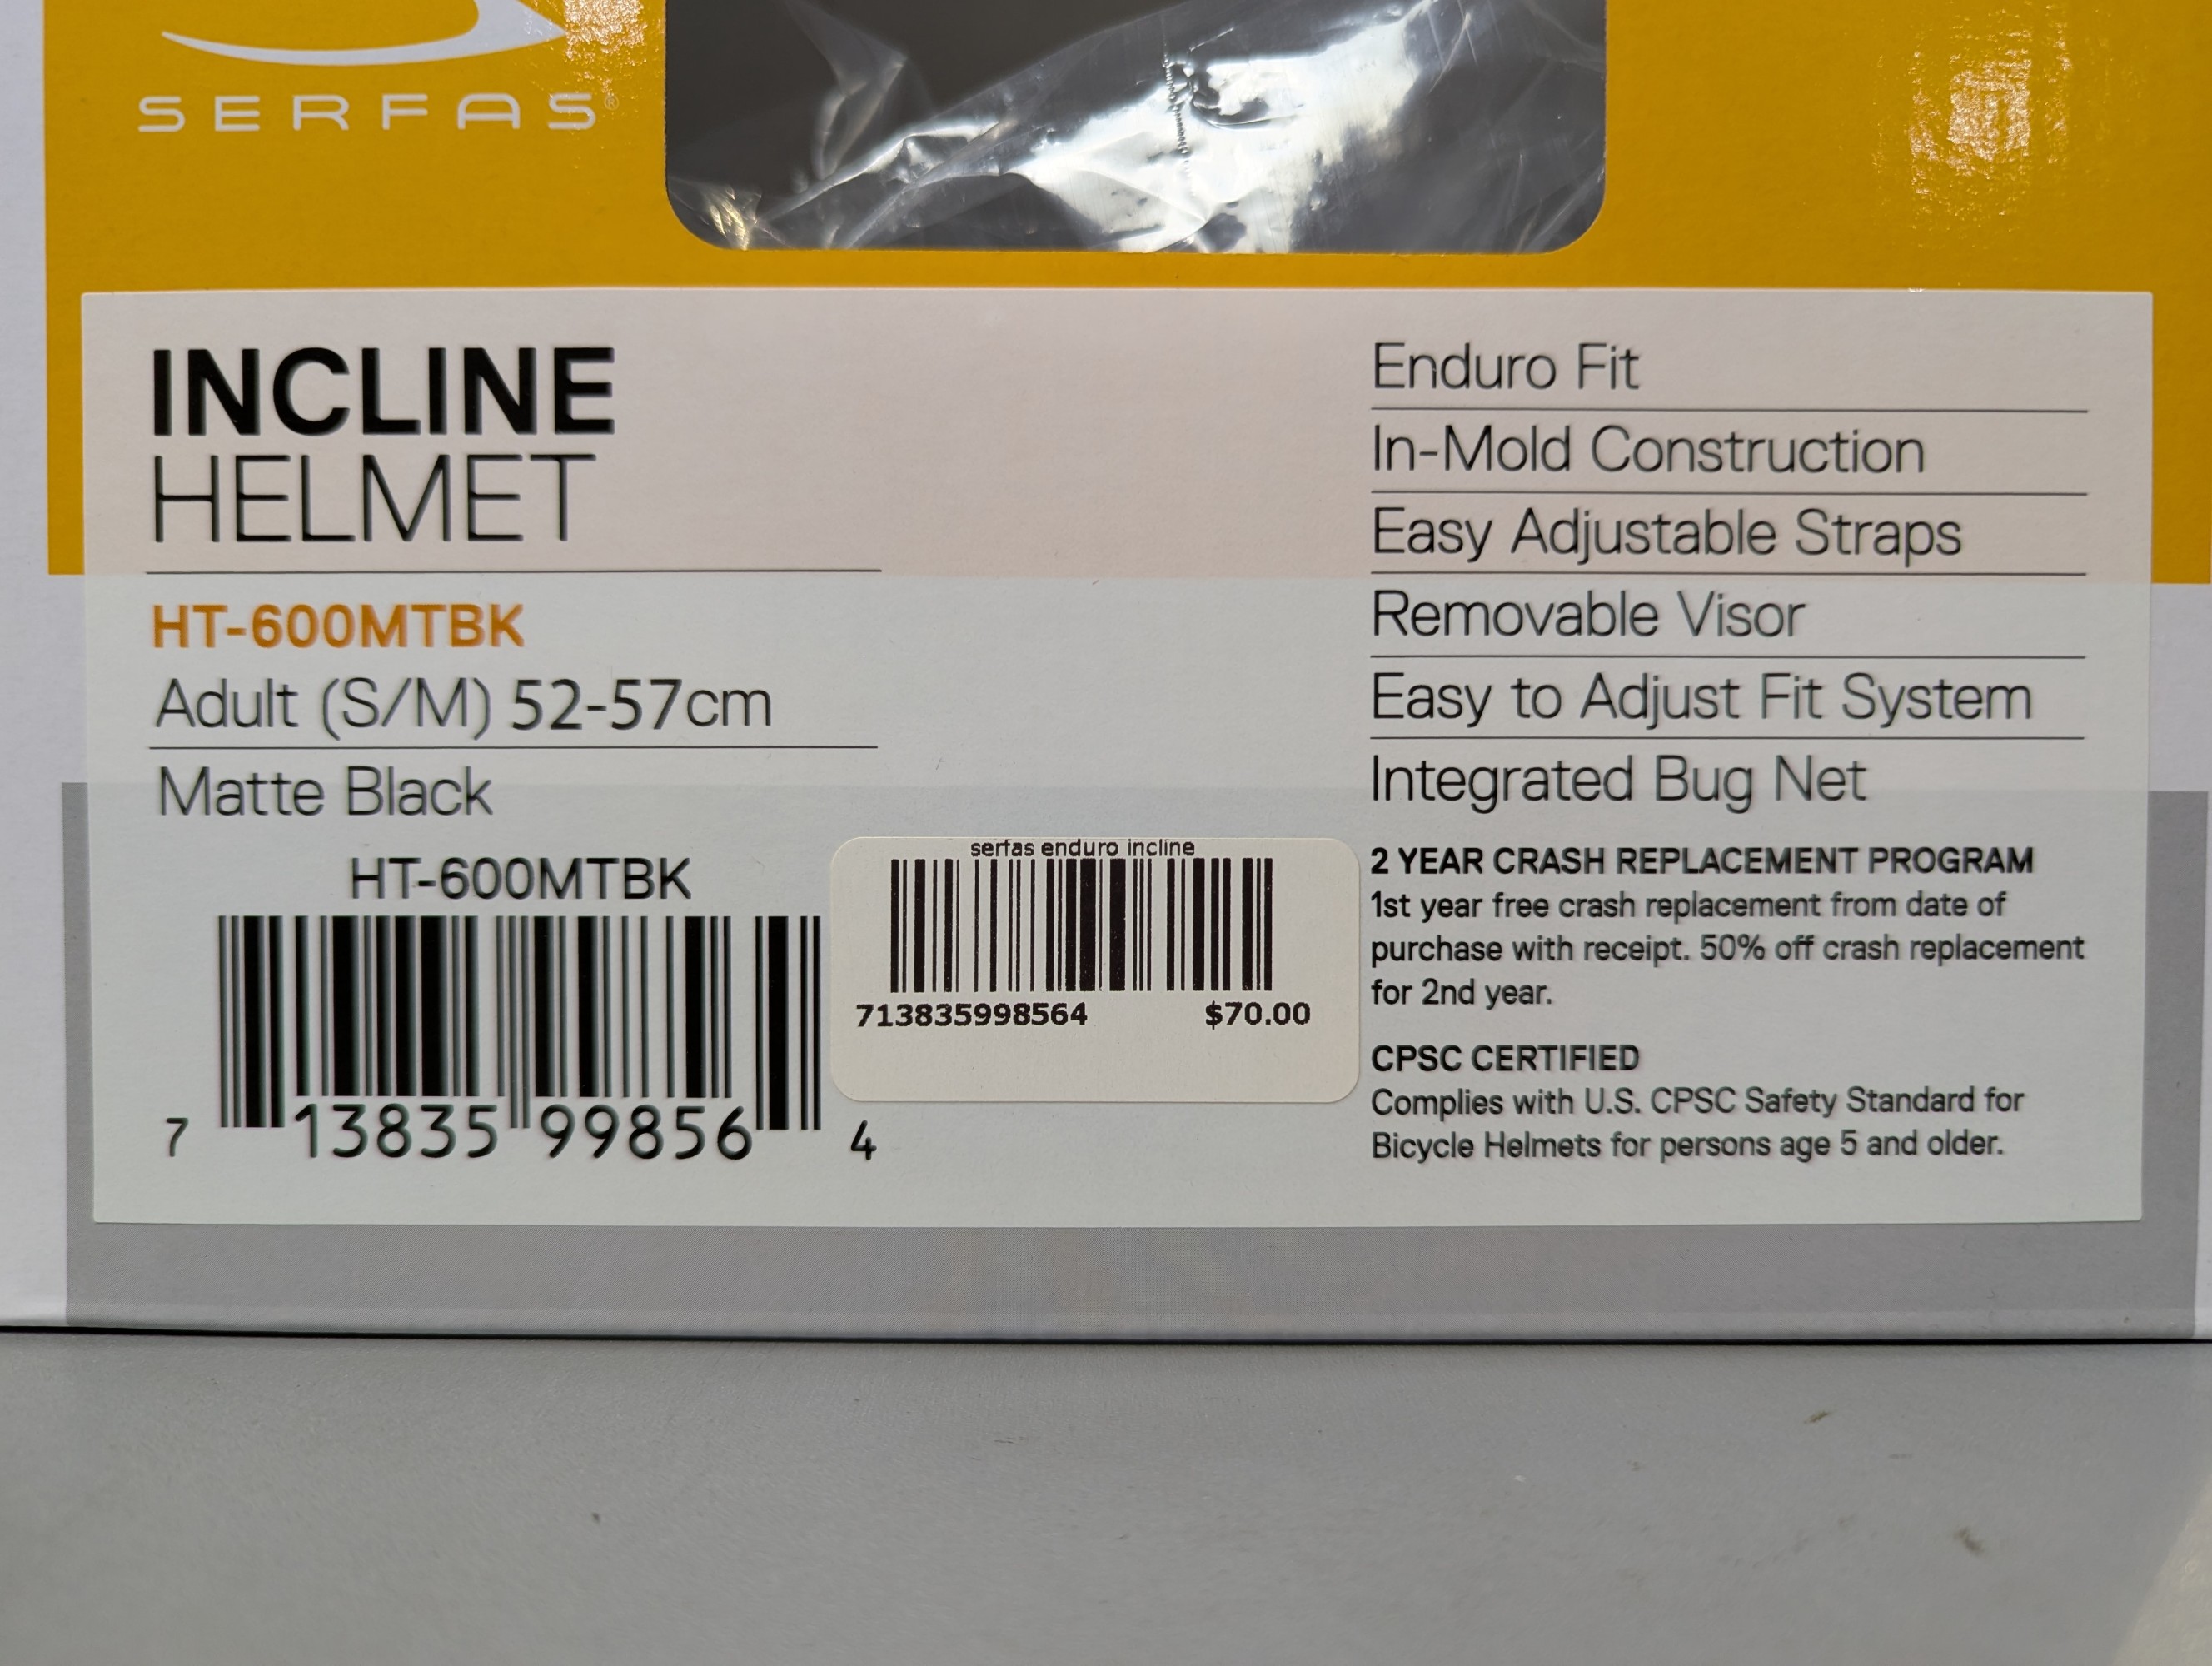 SERFAS®
INCLINE
HELMET
HT-600MTBK
Adult (S/M) 52-57cm
Matte Black
HT-600MTBK
7 13835 99856 4
serfas enduro incline
713835998564 $70.00
Enduro Fit
In-Mold Construction
Easy Adjustable Straps
Removable Visor
Easy to Adjust Fit System
Integrated Bug Net
2 YEAR CRASH REPLACEMENT PROGRAM
1st year free crash replacement from date of
purchase with receipt. 50% off crash replacement
for 2nd year.
CPSC CERTIFIED
Complies with U.S. CPSC Safety Standard for
Bicycle Helmets for persons age 5 and older.